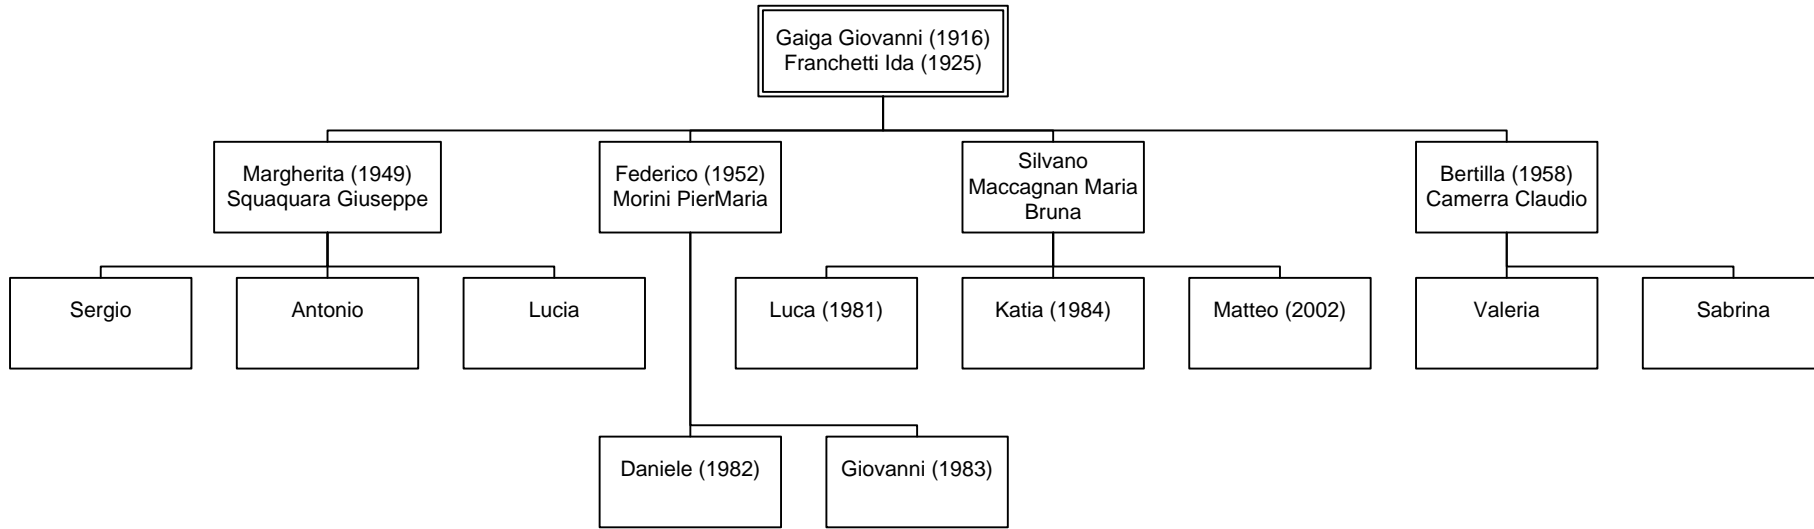 Gaiga Giovanni (1916)
Franchetti Ida (1925)
Margherita (1949)
Squaquara Giuseppe
Federico (1952)
Morini PierMaria
Silvano
Maccagnan Maria
Bruna
Bertilla (1958)
Camerra Claudio
Sergio
Antonio
Lucia
Luca (1981)
Katia (1984)
Matteo (2002)
Valeria
Sabrina
Daniele (1982)
Giovanni (1983)